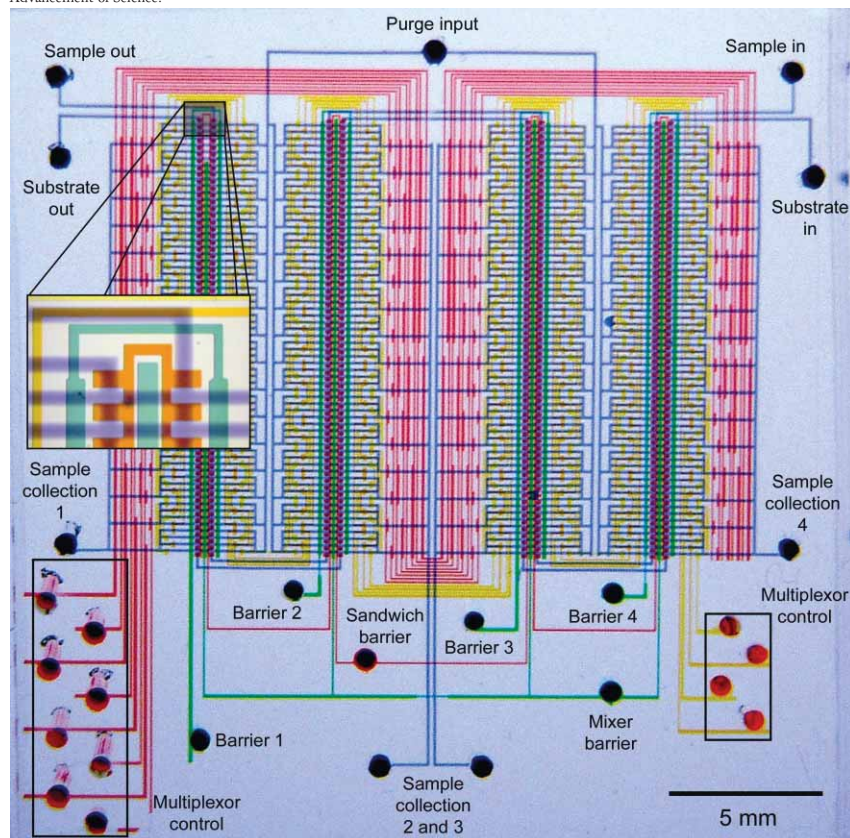 Advancement of Science.
Purge input
Sample out
Sample in
Substrate
out
Substrate
in
Sample
collection
1
Sample
collection
4
Barrier 2
Sandwich
barrier
Barrier 3
Barrier 4
Multiplexor
control
Barrier 1
Mixer
barrier
Multiplexor
control
Sample
collection
2 and 3
5 mm